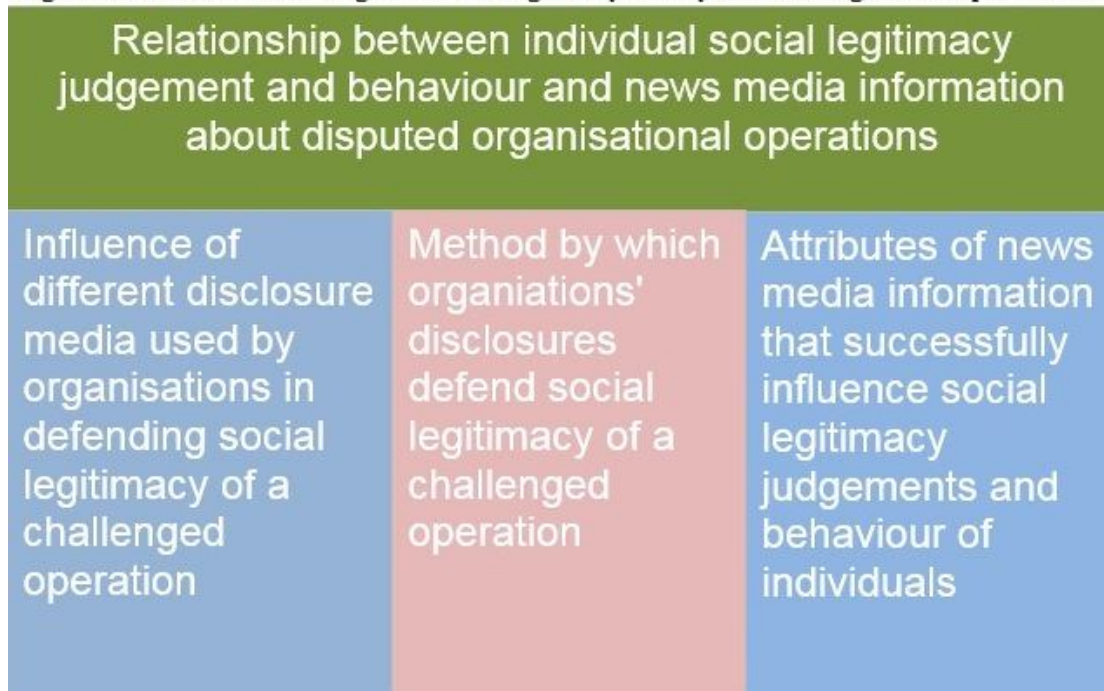 Relationship between individual social legitimacy
judgement and behaviour and news media information
about disputed organisational operations
Influence of
different disclosure
media used by
organisations in
defending social
legitimacy of a
challenged
operation
Method by which
organiations'
disclosures
defend social
legitimacy of a
challenged
operation
Attributes of news
media information
that successfully
influence social
legitimacy
judgements and
behaviour of
individuals